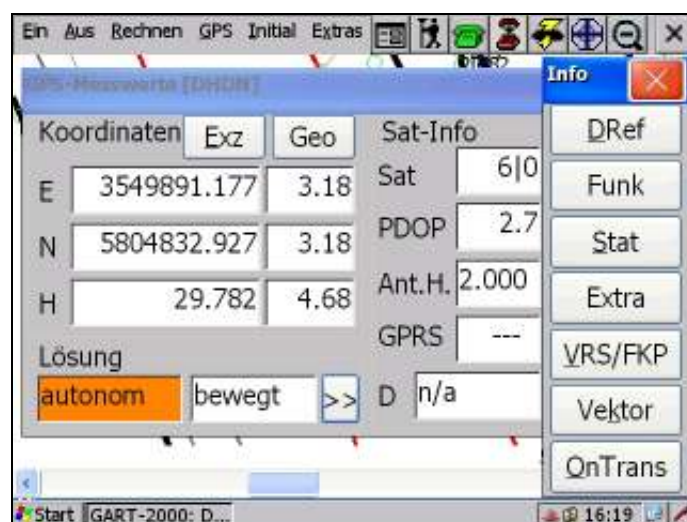 Ein Aus Rechnen GPS Initial Extras
GPS-Messwerte [DHDN]
Info
Koordinaten Exz Geo
E 3549891.177 3.18
N 5804832.927 3.18
H 29.782 4.68
Lösung
autonom bewegt >>
Sat-Info
Sat 6|0
PDOP 2.7
Ant.H. 2.000
GPRS ---
D n/a
DRef
Funk
Stat
Extra
VRS/FKP
Vektor
OnTrans
Start GART-2000: D... 16:19